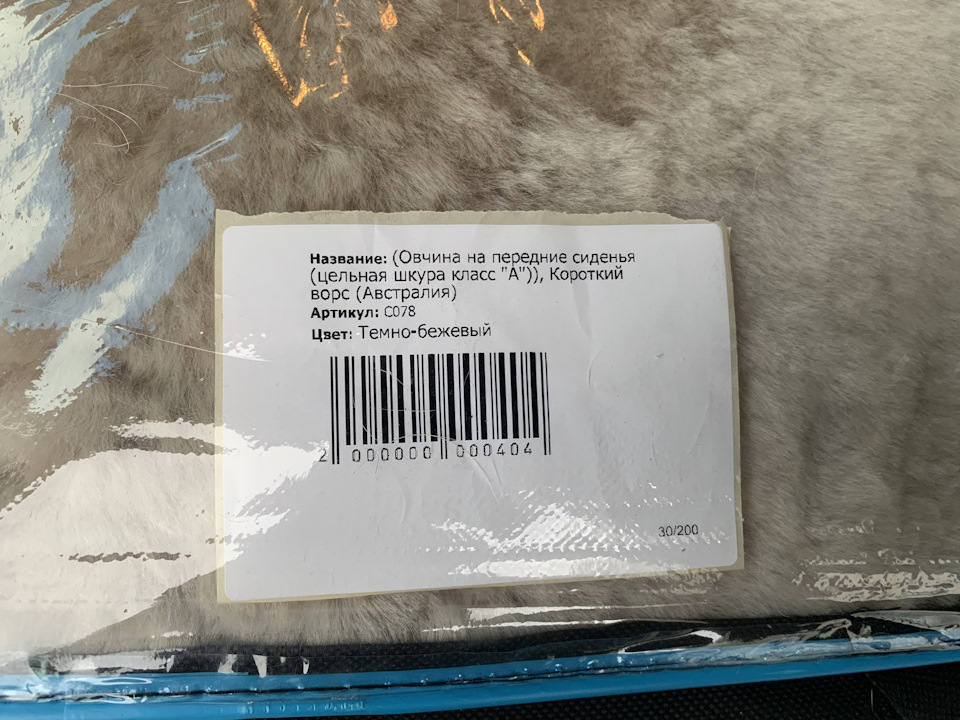 Название: (Овчина на передние сиденья
(цельная шкура класс "А")), Короткий
ворс (Австралия)
Артикул: С078
Цвет: Темно-бежевый
2 000000 000404
30/200